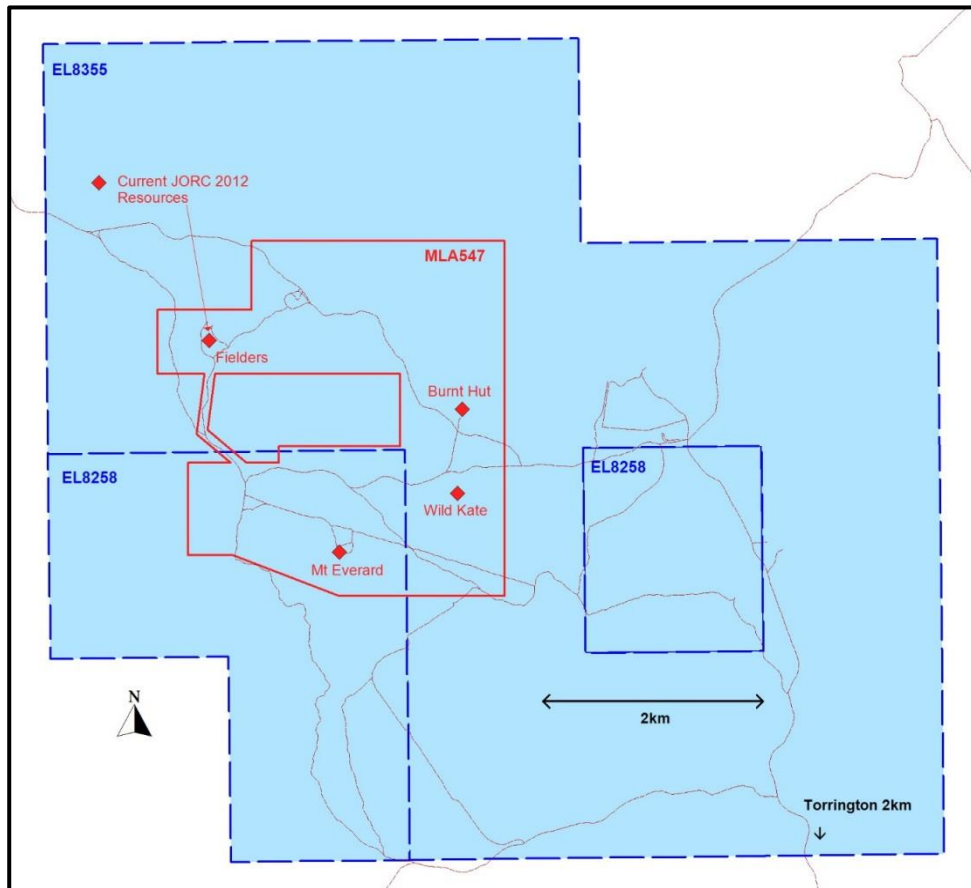 EL8355
Current JORC 2012
Resources
MLA547
Fielders
Burnt Hut
EL8258
EL8258
Wild Kate
Mt Everard
N
2km
Torrington 2km